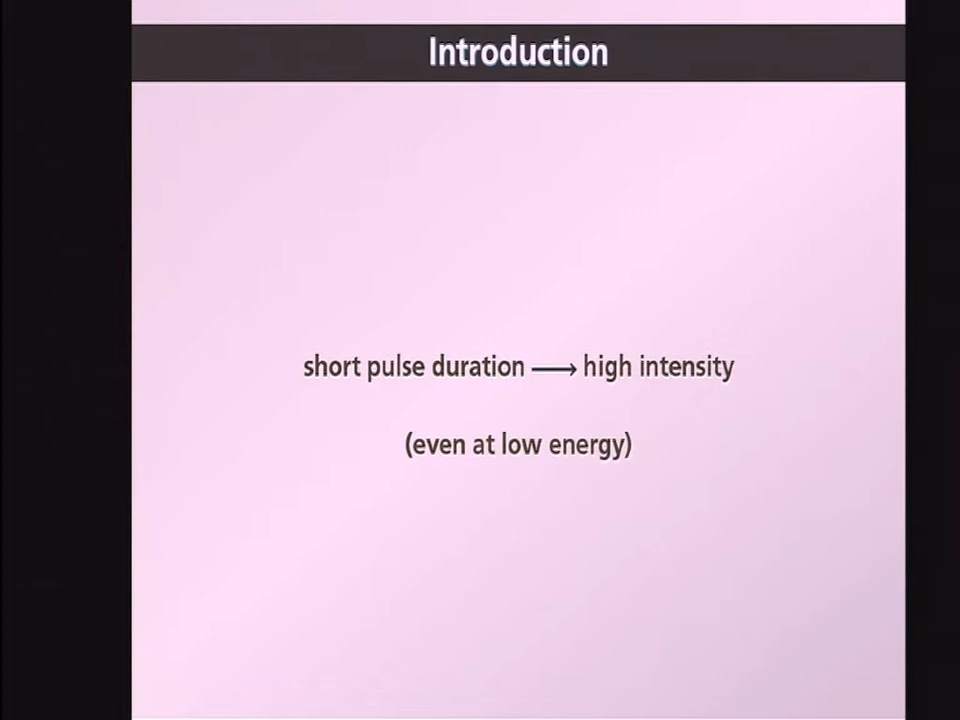 Introduction
short pulse duration ⟶ high intensity
(even at low energy)